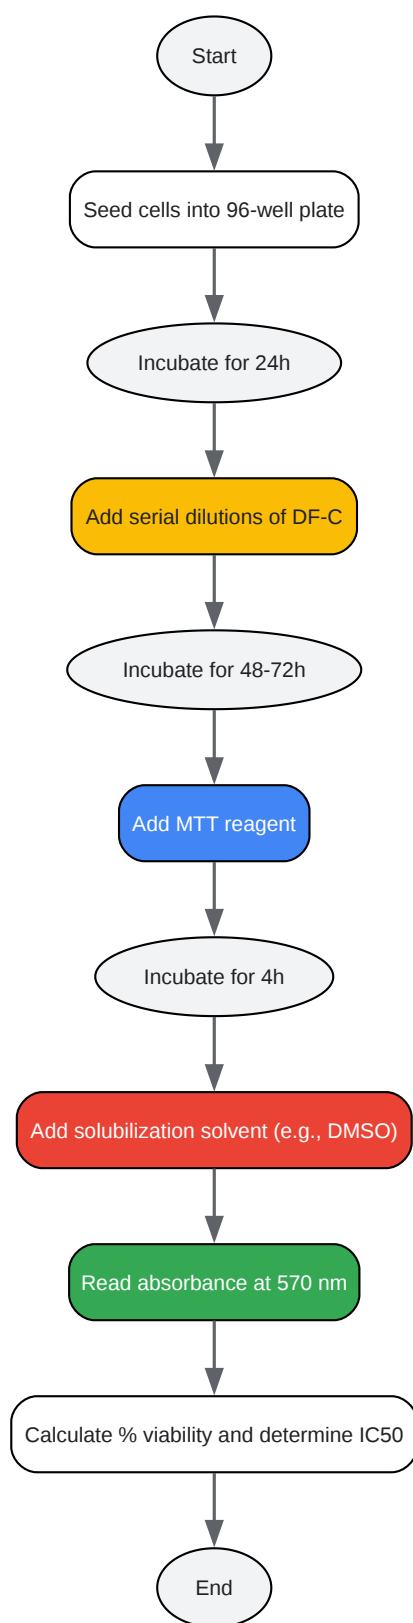 Start
Seed cells into 96-well plate
Incubate for 24h
Add serial dilutions of DF-C
Incubate for 48-72h
Add MTT reagent
Incubate for 4h
Add solubilization solvent (e.g., DMSO)
Read absorbance at 570 nm
Calculate % viability and determine IC50
End